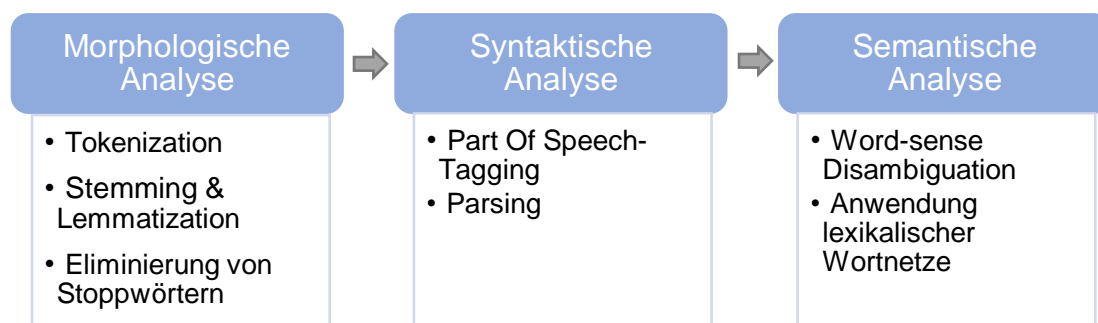 Morphologische
Analyse
• Tokenization
• Stemming &
Lemmatization
• Eliminierung von
Stoppwörtern
Syntaktische
Analyse
• Part Of Speech-
Tagging
• Parsing
Semantische
Analyse
• Word-sense
Disambiguation
• Anwendung
lexikalischer
Wortnetze